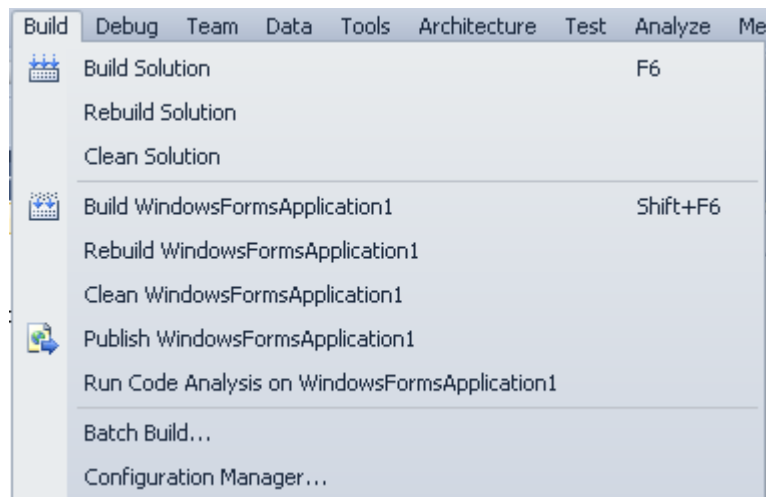 Build Debug Team Data Tools Architecture Test Analyze Me
Build Solution F6
Rebuild Solution
Clean Solution
Build WindowsFormsApplication1 Shift+F6
Rebuild WindowsFormsApplication1
Clean WindowsFormsApplication1
Publish WindowsFormsApplication1
Run Code Analysis on WindowsFormsApplication1
Batch Build...
Configuration Manager...